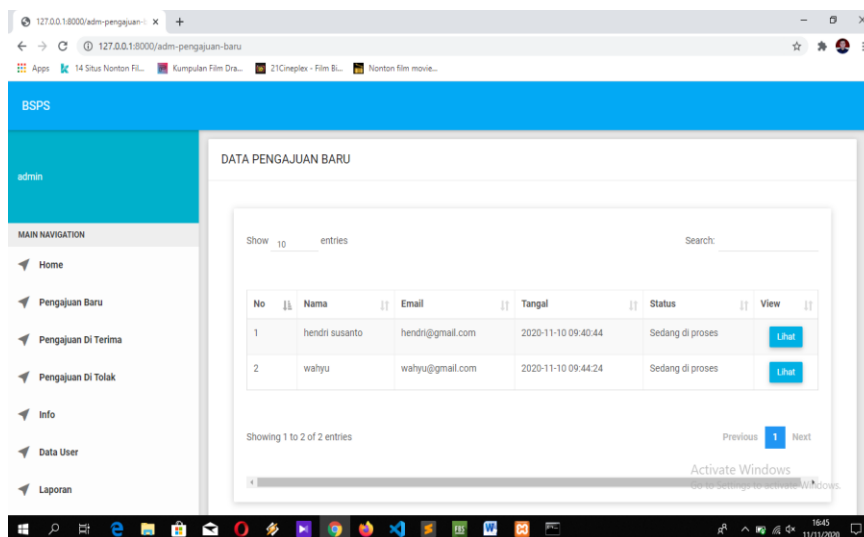 127.0.0.1:8000/adm-pengajuan-
127.0.0.1:8000/adm-pengajuan-baru
Apps 14 Situs Nonton Fil... Kumpulan Film Dra... 21Cineplex - Film Bi... Nonton film movie...
BSPS
admin
MAIN NAVIGATION
Home
Pengajuan Baru
Pengajuan Di Terima
Pengajuan Di Tolak
Info
Data User
Laporan
DATA PENGAJUAN BARU
Show 10 entries Search:
No Nama Email Tangal Status View
1 hendri susanto hendri@gmail.com 2020-11-10 09:40:44 Sedang di proses Lihat
2 wahyu wahyu@gmail.com 2020-11-10 09:44:24 Sedang di proses Lihat
Showing 1 to 2 of 2 entries Previous 1 Next
Activate Windows
Go to Settings to activate Windows.
16:45
11/11/2020